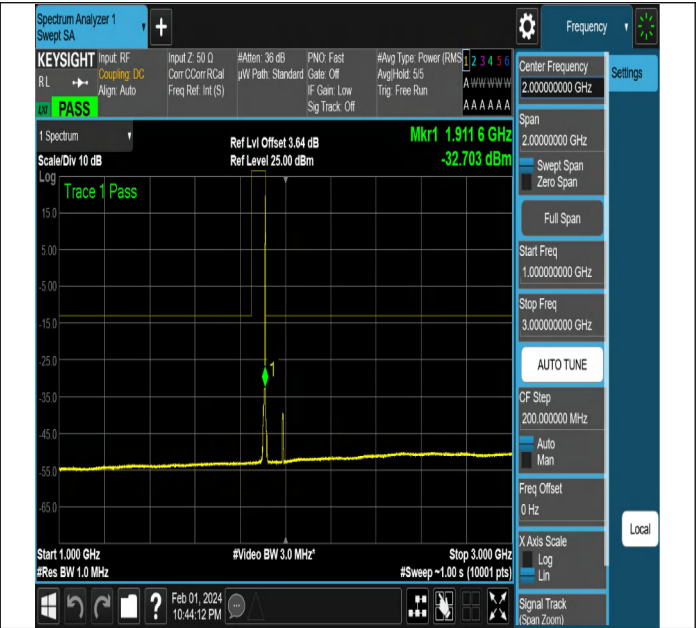 Spectrum Analyzer 1
Swept SA
+
Frequency
KEYSIGHT
Input: RF
Coupling: DC
Align: Auto
RL
LXI
PASS
Input Z: 50 Ω
Corr CCorr RCal
Freq Ref: Int (S)
#Atten: 36 dB
µW Path: Standard
PNO: Fast
Gate: Off
IF Gain: Low
Sig Track: Off
#Avg Type: Power (RMS
Avg|Hold: 5/5
Trig: Free Run
1 2 3 4 5 6
A W W W W W
A A A A A A
Center Frequency
2.000000000 GHz
Settings
Span
2.00000000 GHz
Swept Span
Zero Span
Full Span
Start Freq
1.000000000 GHz
Stop Freq
3.000000000 GHz
AUTO TUNE
CF Step
200.000000 MHz
Auto
Man
Freq Offset
0 Hz
X Axis Scale
Log
Lin
Local
Signal Track
(Span Zoom)
1 Spectrum
Scale/Div 10 dB
Ref Lvl Offset 3.64 dB
Ref Level 25.00 dBm
Mkr1 1.911 6 GHz
-32.703 dBm
Log
Trace 1 Pass
15.0
5.00
-5.00
-15.0
-25.0
1
-35.0
-45.0
-55.0
-65.0
Start 1.000 GHz
#Res BW 1.0 MHz
#Video BW 3.0 MHz*
Stop 3.000 GHz
#Sweep ~1.00 s (10001 pts)
?
Feb 01, 2024
10:44:12 PM